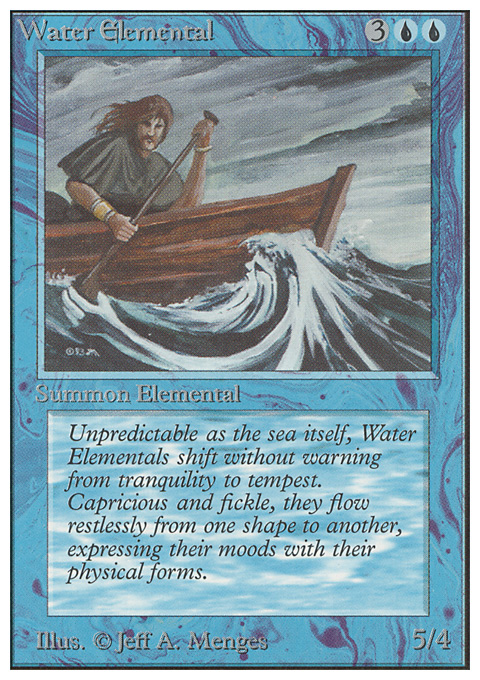 Water Elemental 3
Summon Elemental
Unpredictable as the sea itself, Water
Elementals shift without warning
from tranquility to tempest.
Capricious and fickle, they flow
restlessly from one shape to another,
expressing their moods with their
physical forms.
Illus. © Jeff A. Menges 5/4